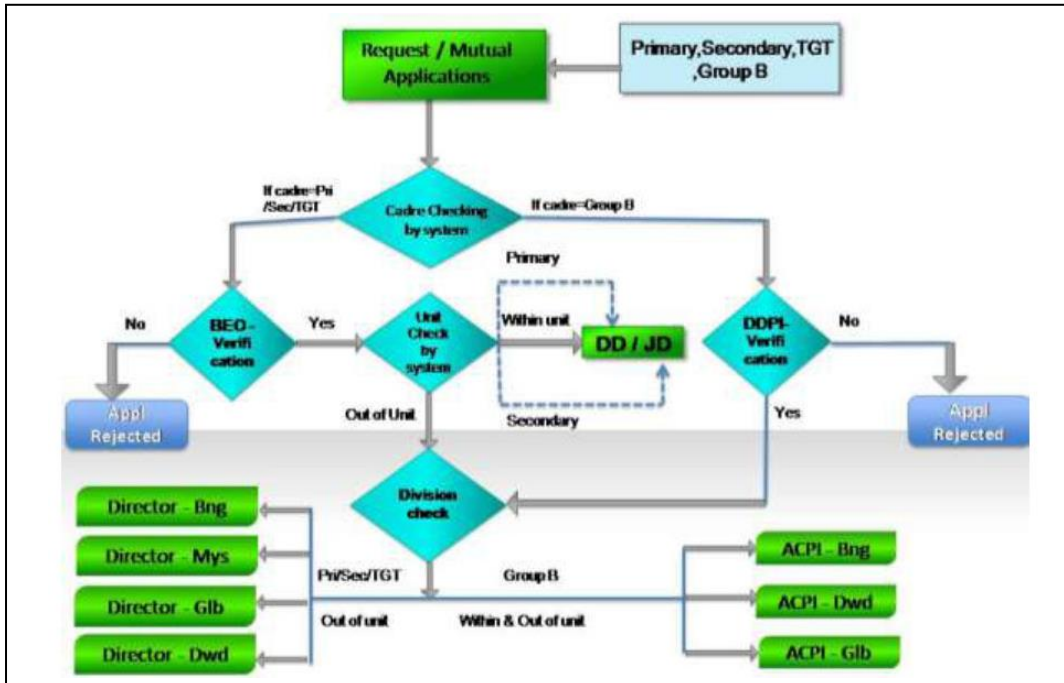 Request / Mutual
Applications
Primary,Secondary,TGT
,Group B
If cadre=Pri
/Sec/TGT
Cadre Checking
by system
If cadre=Group B
Primary
No
BEO -
Verifi
cation
Yes
Unit
Check
by
system
Within unit
DD / JD
DDPI-
Verifi
cation
No
Appl
Rejected
Out of Unit
Secondary
Yes
Appl
Rejected
Division
check
Director - Bng
Director - Mys
Director - Glb
Director - Dwd
Pri/Sec/TGT
Out of unit
Group B
Within & Out of unit
ACPI - Bng
ACPI - Dwd
ACPI - Glb